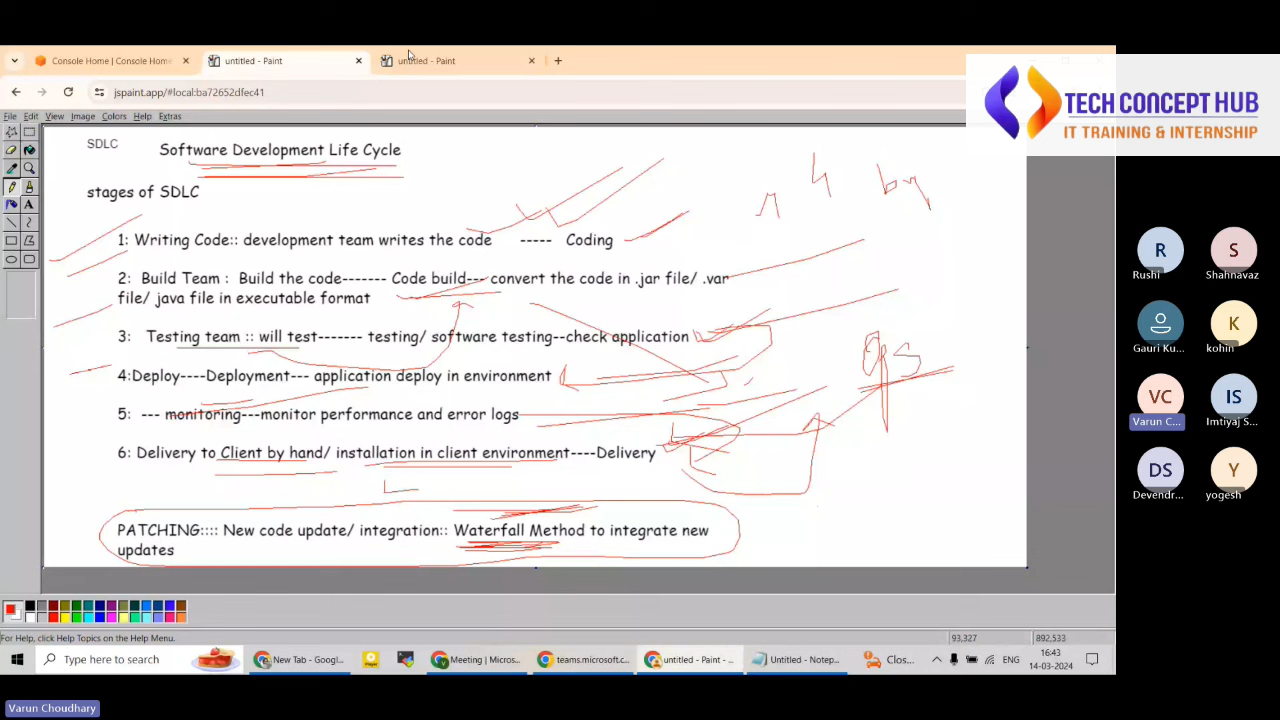 Console Home | Console Hom
untitled - Paint
untitled - Paint
jspaint.app/#local:ba72652dfec41
TECH CONCEPT HUB
IT TRAINING & INTERNSHIP
File Edit View Image Colors Help Extras
SDLC
Software Development Life Cycle
stages of SDLC
1: Writing Code:: development team writes the code ----- Coding
2: Build Team : Build the code------- Code build--- convert the code in .jar file/ .var
file/ java file in executable format
3: Testing team :: will test------- testing/ software testing--check application
4:Deploy----Deployment--- application deploy in environment
5: --- monitoring---monitor performance and error logs
6: Delivery to Client by hand/ installation in client environment----Delivery
PATCHING:::: New code update/ integration:: Waterfall Method to integrate new
updates
Ops
R
Rushi
S
Shahnavaz
Gauri Ku...
K
kohin
VC
Varun C...
IS
Imtiyaj S...
DS
Devendr...
Y
yogesh
For Help, click Help Topics on the Help Menu.
93,327
892,533
Type here to search
New Tab - Googl...
Meeting | Micros...
teams.microsoft.c...
untitled - Paint - ...
Untitled - Notep...
Clos...
ENG
16:43
14-03-2024
Varun Choudhary